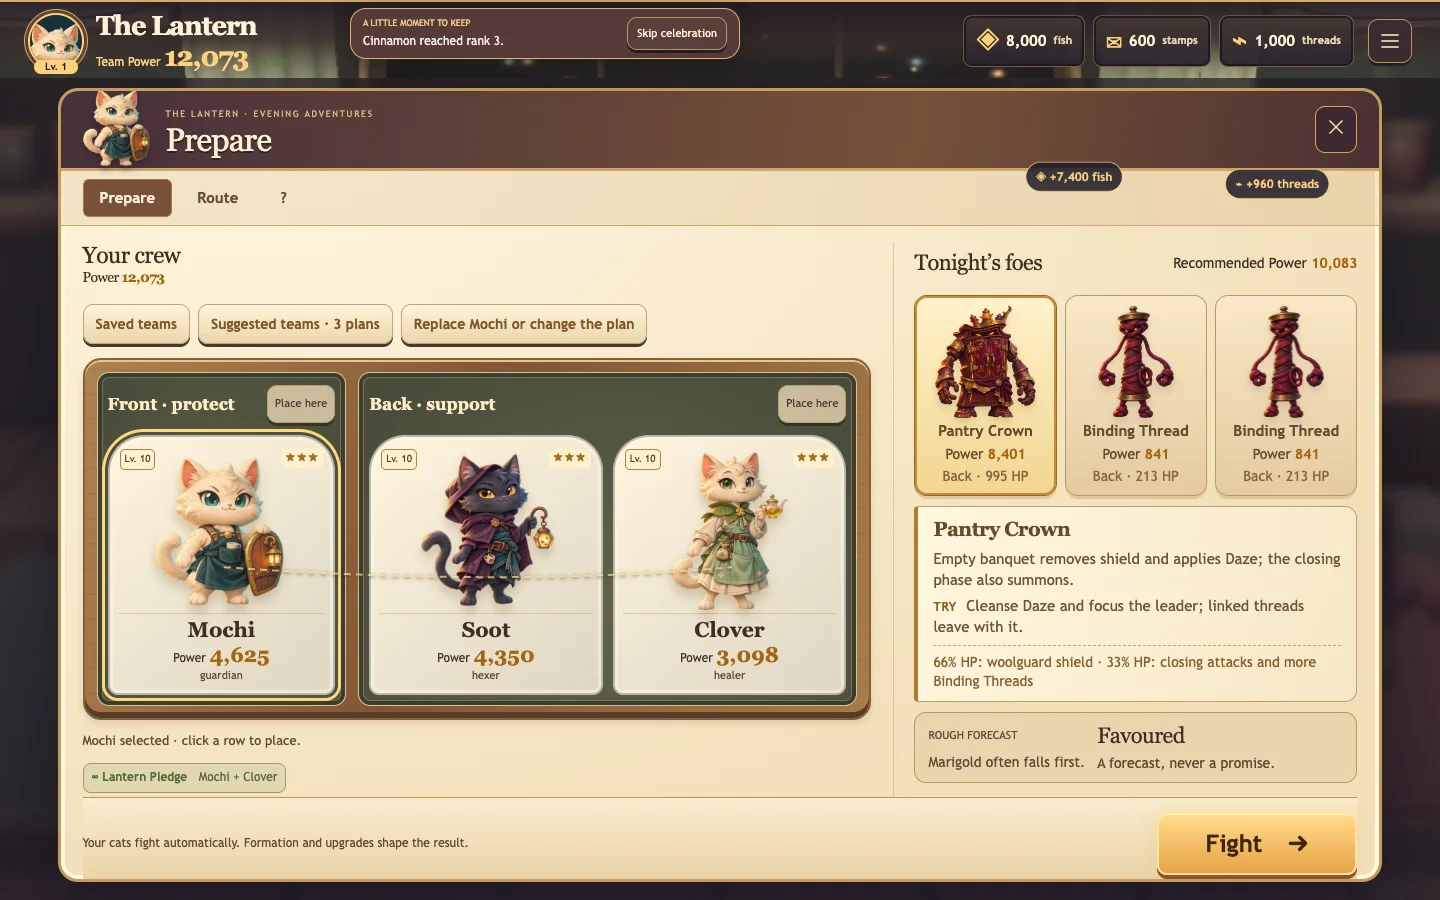 The Lantern
Team Power 12,073
Lv. 1
A LITTLE MOMENT TO KEEP
Cinnamon reached rank 3.
Skip celebration
8,000 fish
600 stamps
1,000 threads
THE LANTERN · EVENING ADVENTURES
Prepare
+7,400 fish
+960 threads
Prepare
Route
?
Your crew
Power 12,073
Saved teams
Suggested teams · 3 plans
Replace Mochi or change the plan
Front · protect
Place here
Back · support
Place here
Lv. 10
Mochi
Power 4,625
guardian
Lv. 10
Soot
Power 4,350
hexer
Lv. 10
Clover
Power 3,098
healer
Mochi selected · click a row to place.
∞ Lantern Pledge Mochi + Clover
Tonight's foes
Recommended Power 10,083
Pantry Crown
Power 8,401
Back · 995 HP
Binding Thread
Power 841
Back · 213 HP
Binding Thread
Power 841
Back · 213 HP
Pantry Crown
Empty banquet removes shield and applies Daze; the closing
phase also summons.
TRY Cleanse Daze and focus the leader; linked threads
leave with it.
66% HP: woolguard shield · 33% HP: closing attacks and more
Binding Threads
ROUGH FORECAST
Marigold often falls first.
Favoured
A forecast, never a promise.
Your cats fight automatically. Formation and upgrades shape the result.
Fight →